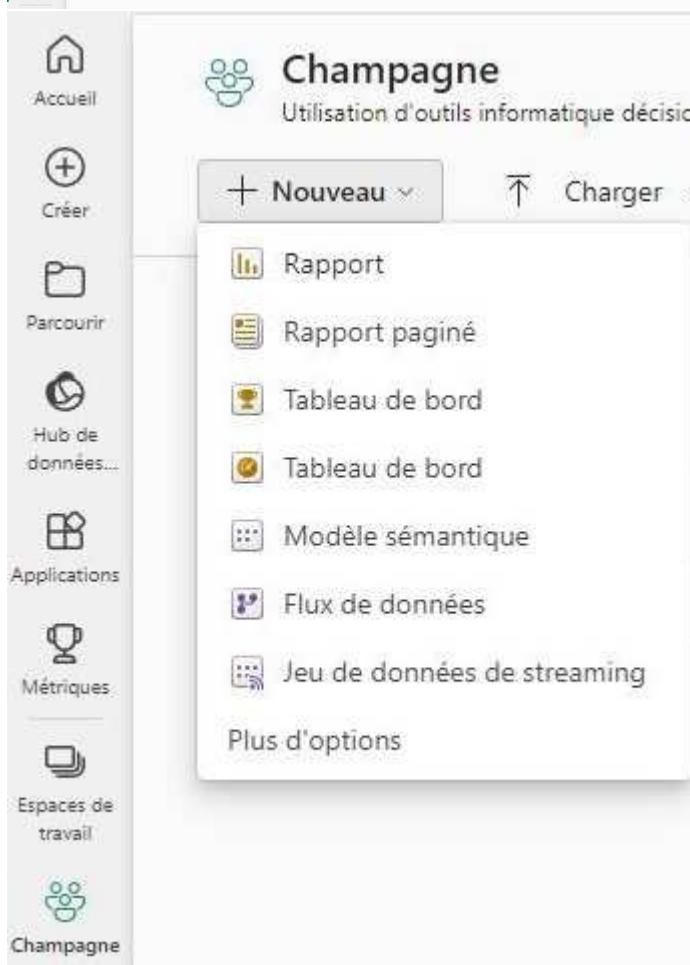 Accueil
Créer
Parcourir
Hub de
données...
Applications
Métriques
Espaces de
travail
Champagne
Champagne
Utilisation d'outils informatique décisic
Nouveau
Charger
Rapport
Rapport paginé
Tableau de bord
Tableau de bord
Modèle sémantique
Flux de données
Jeu de données de streaming
Plus d'options